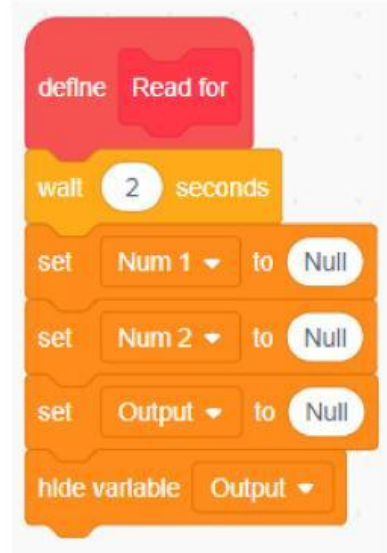 define Read for
wait 2 seconds
set Num 1 to Null
set Num 2 to Null
set Output to Null
hide variable Output